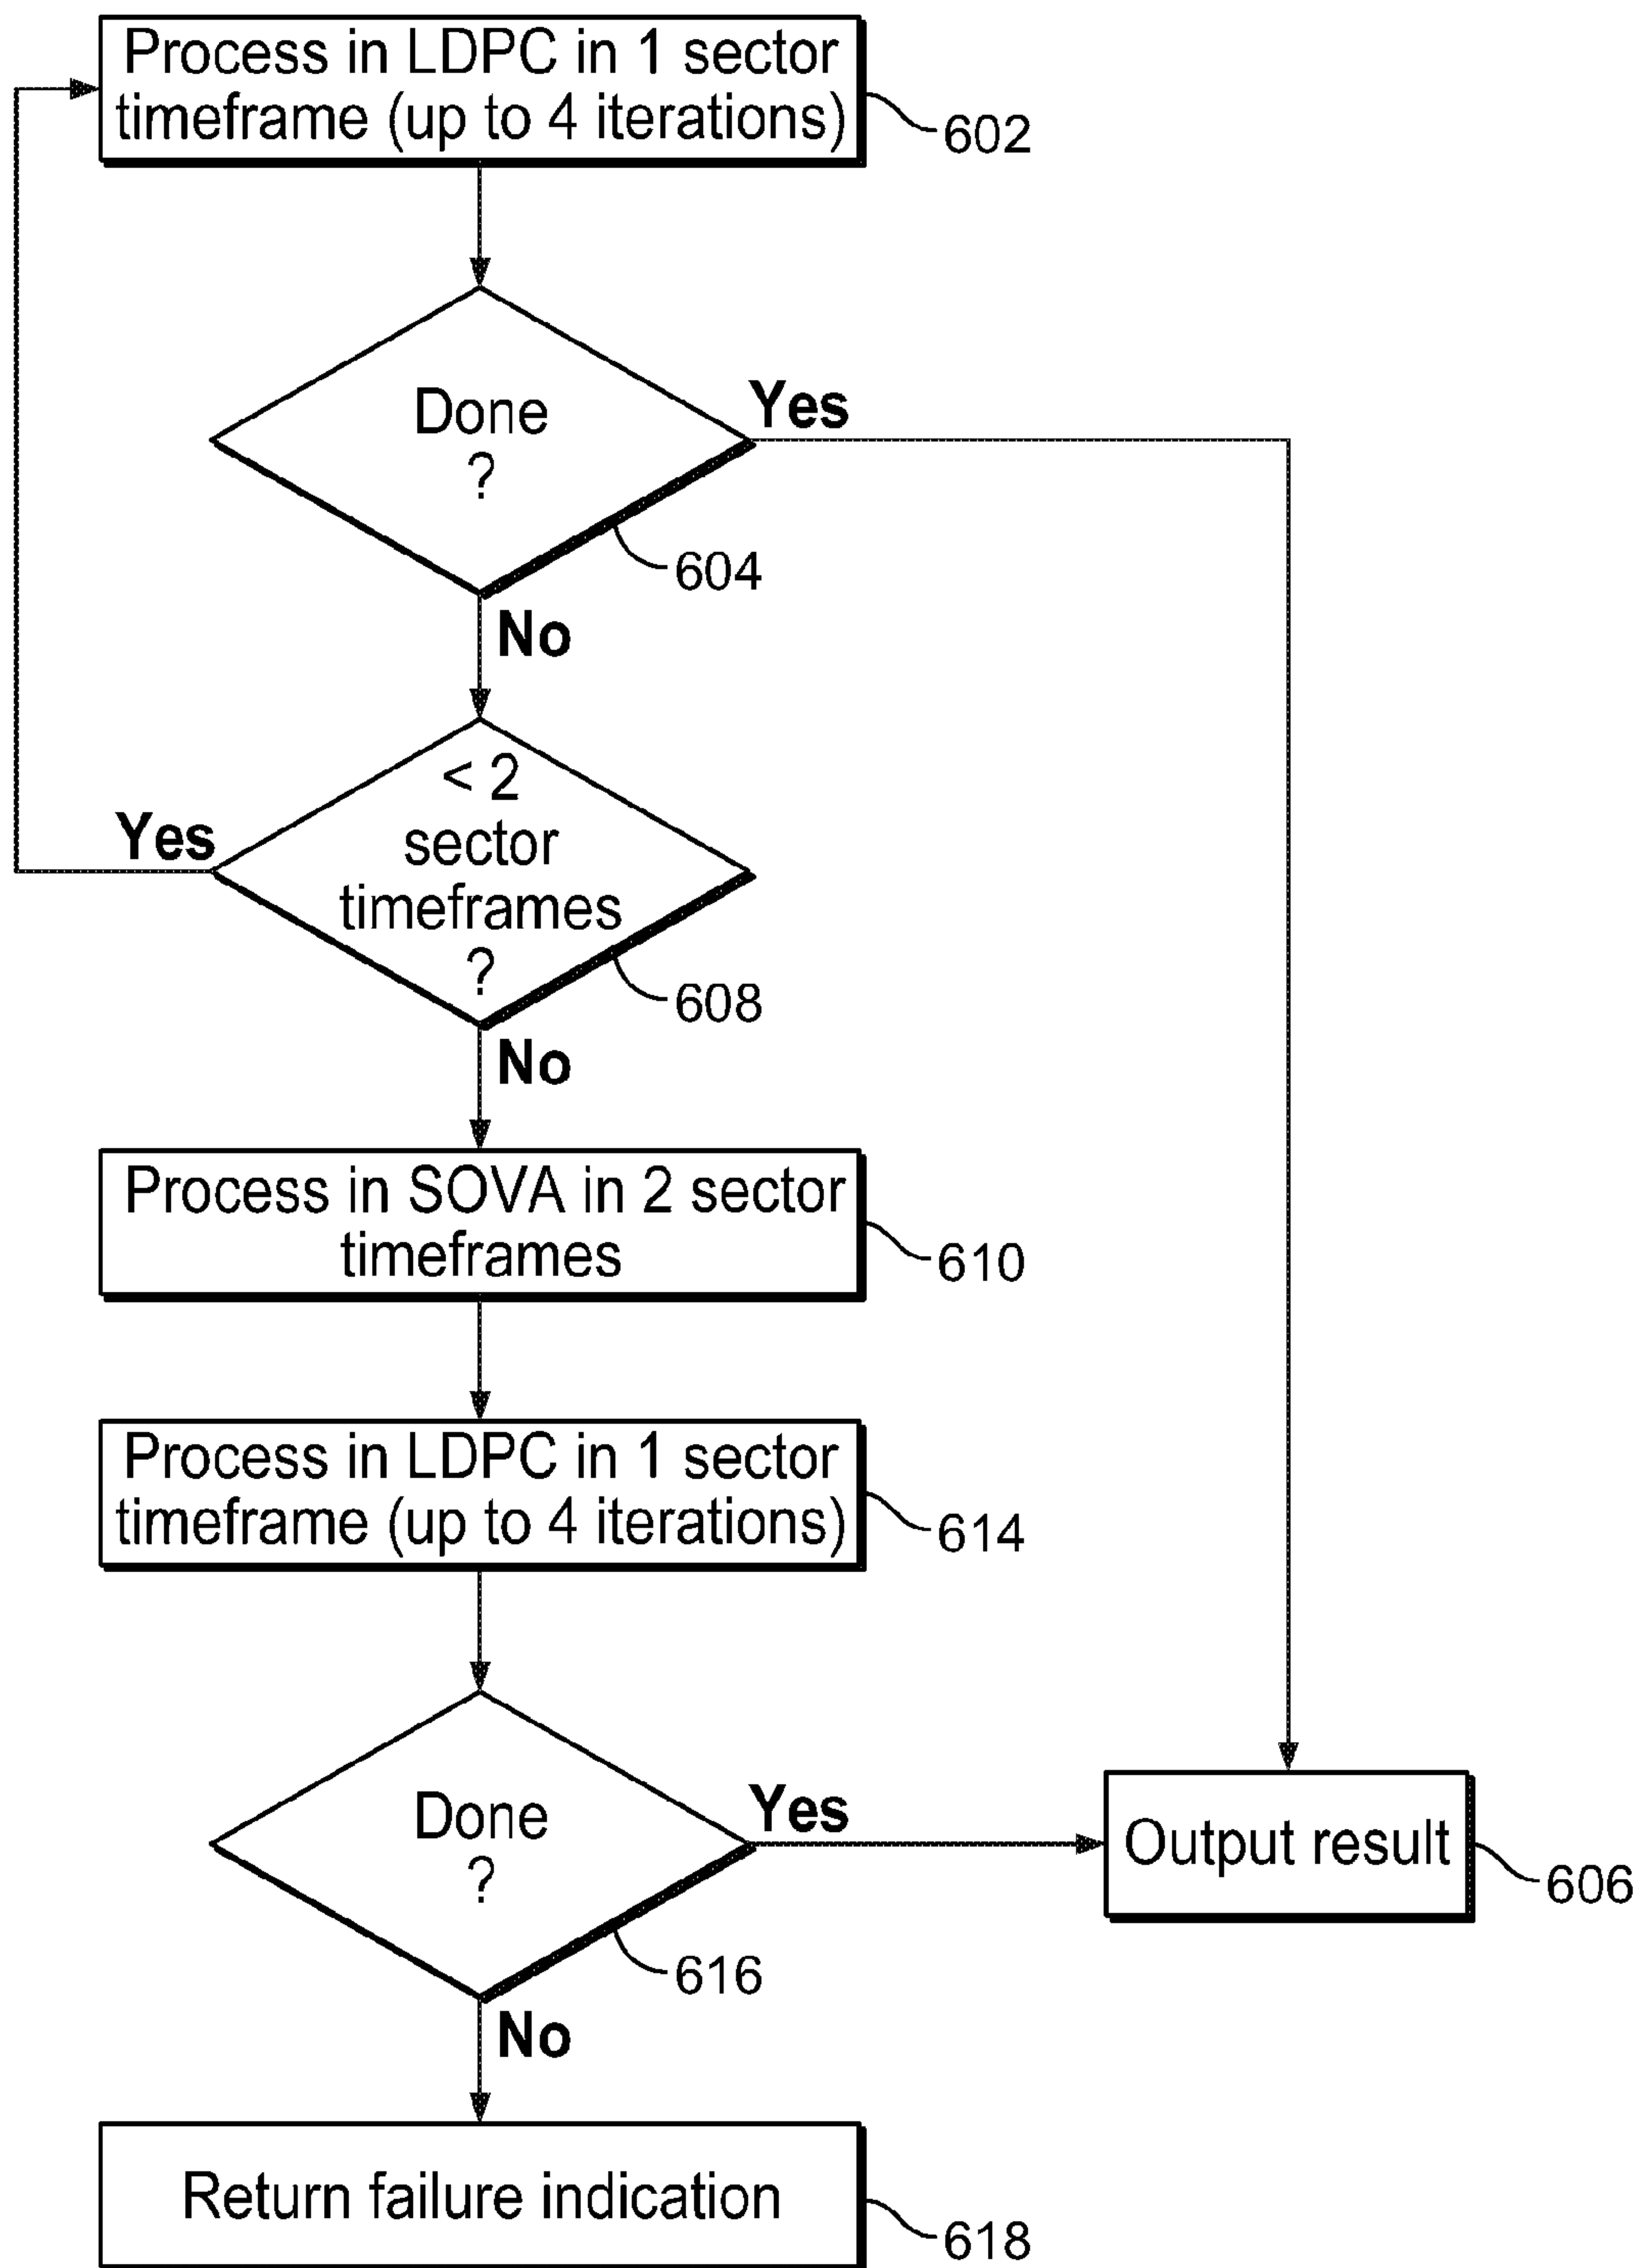 Process in LDPC in 1 sector
timeframe (up to 4 iterations)
602
Done
?
Yes
604
No
< 2
sector
timeframes
?
Yes
608
No
Process in SOVA in 2 sector
timeframes
610
Process in LDPC in 1 sector
timeframe (up to 4 iterations)
614
Done
?
Yes
Output result
606
616
No
Return failure indication
618